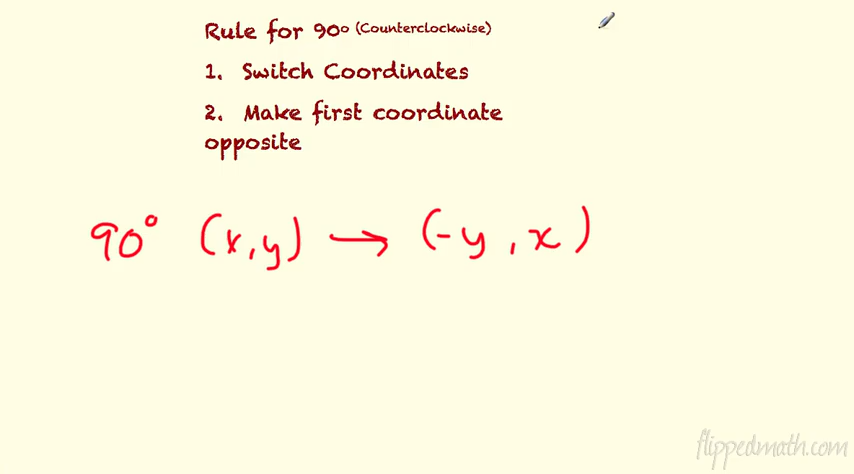 Rule for 90° (Counterclockwise)
1. Switch Coordinates
2. Make first coordinate
opposite
90° (x,y) → (-y , x)
flippedmath.com